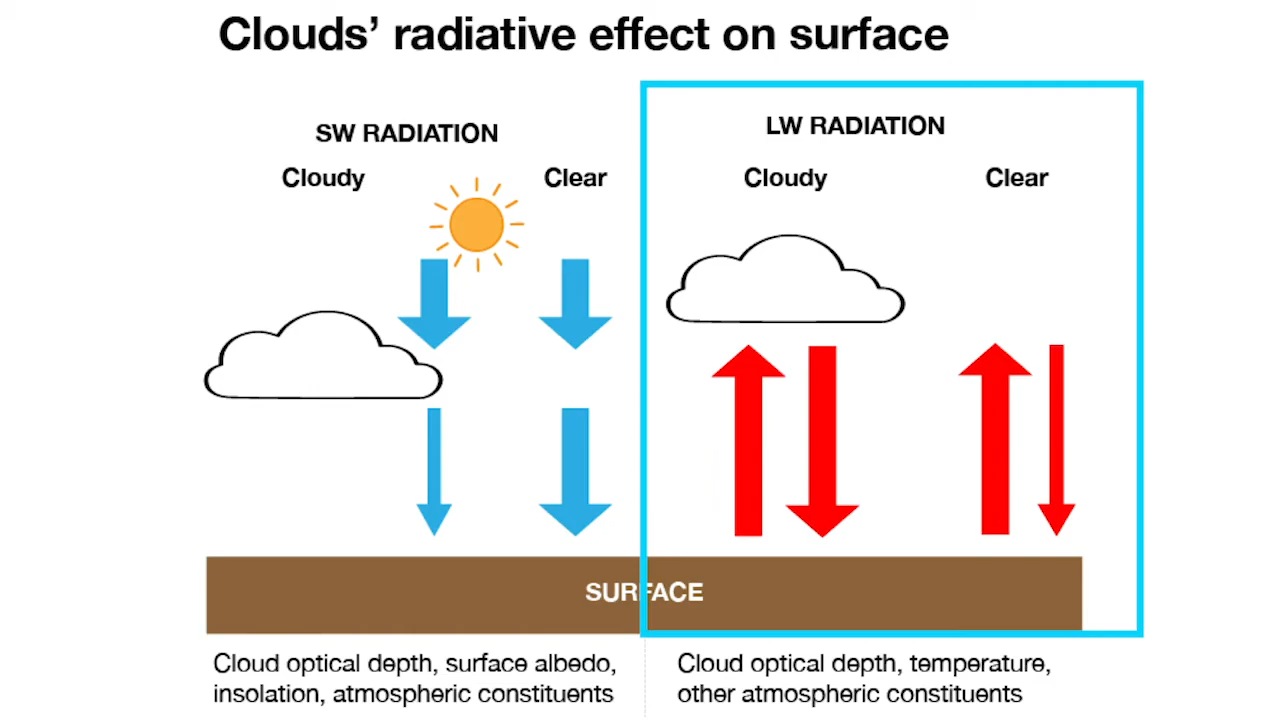 Clouds' radiative effect on surface
SW RADIATION
Cloudy
Clear
LW RADIATION
Cloudy
Clear
SURFACE
Cloud optical depth, surface albedo,
insolation, atmospheric constituents
Cloud optical depth, temperature,
other atmospheric constituents